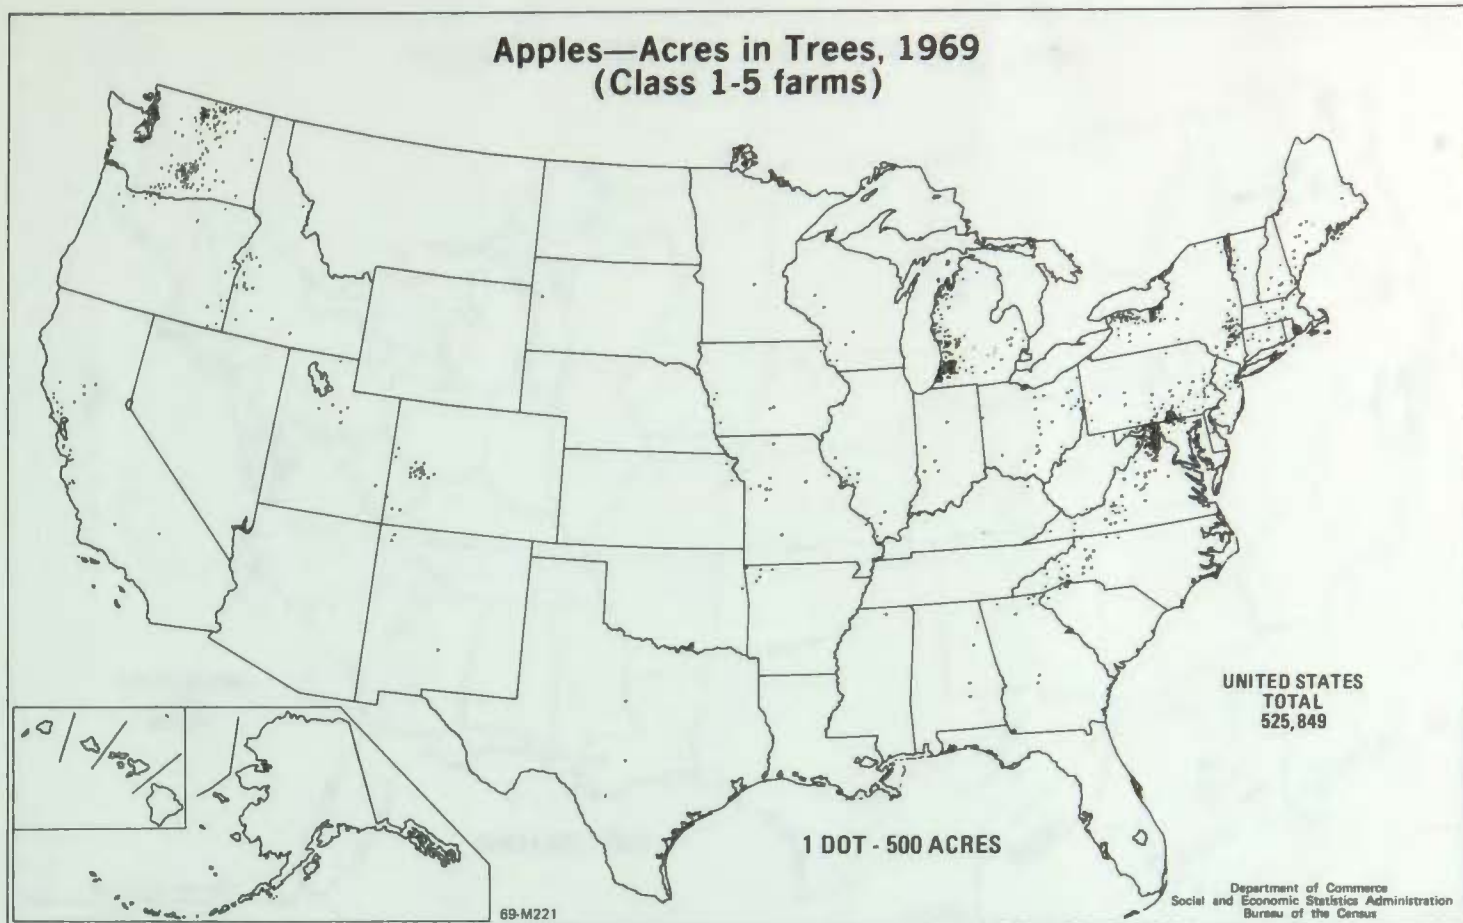 Apples—Acres in Trees, 1969
(Class 1-5 farms)
UNITED STATES
TOTAL
525,849
1 DOT - 500 ACRES
Department of Commerce
Social and Economic Statistics Administration
Bureau of the Census
69-M221